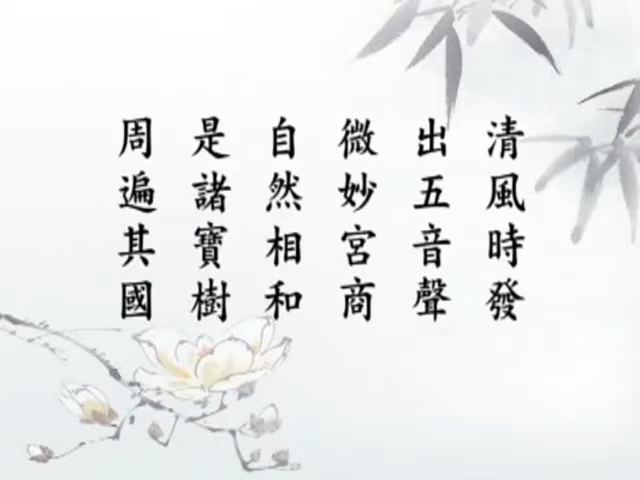 清風時發
出五音聲
微妙宮商
自然相和
是諸寶樹
周遍其國